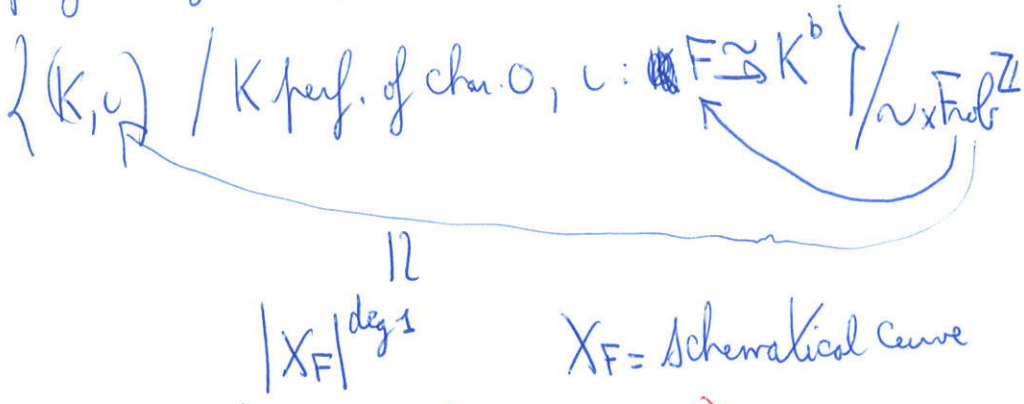 {(K, ι) / K perf. of char. 0, ι : F ⥲ K^b} / ~ × Frob^ℤ
|X_F|^{deg 1} X_F = Schematical curve